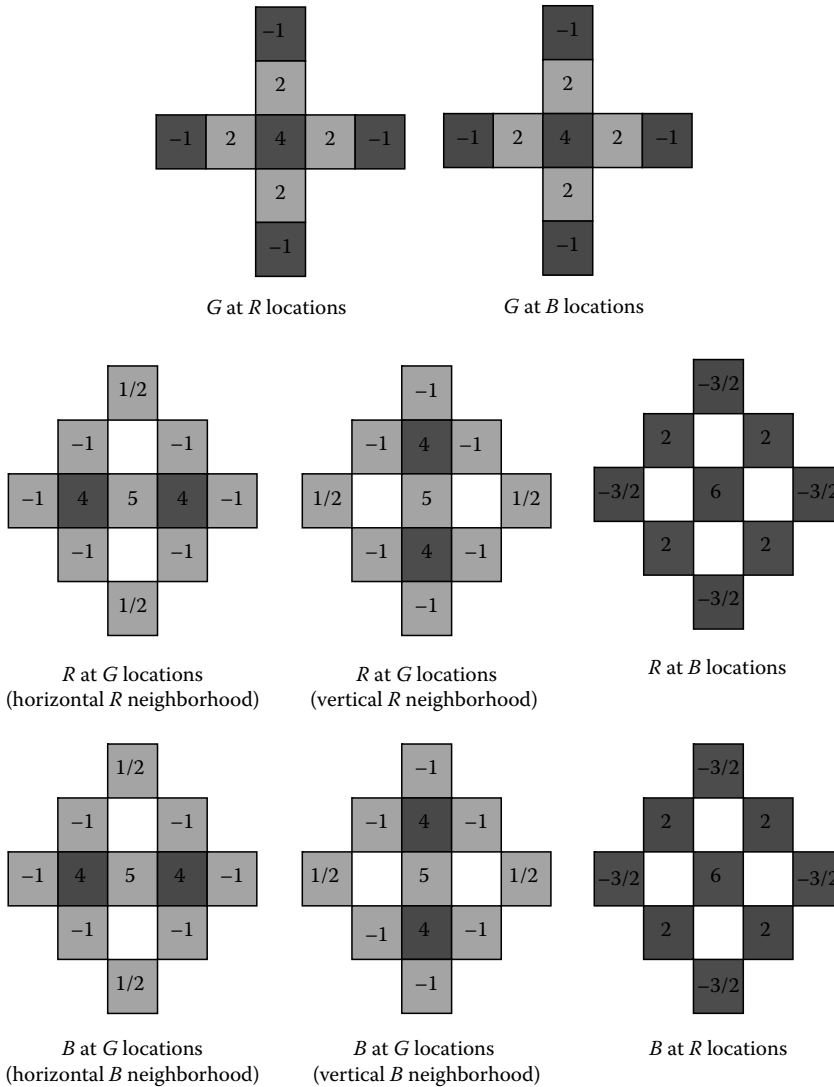 –1 –1
2 2
–1 2 4 2 –1 –1 2 4 2 –1
2 2
–1 –1
G at R locations G at B locations
1/2 –1 –3/2
–1 –1 –1 4 –1 2 2
–1 4 5 4 –1 1/2 5 1/2 –3/2 6 –3/2
–1 –1 –1 4 –1 2 2
1/2 –1 –3/2
R at G locations
(horizontal R neighborhood)
R at G locations
(vertical R neighborhood)
R at B locations
1/2 –1 –3/2
–1 –1 –1 4 –1 2 2
–1 4 5 4 –1 1/2 5 1/2 –3/2 6 –3/2
–1 –1 –1 4 –1 2 2
1/2 –1 –3/2
B at G locations
(horizontal B neighborhood)
B at G locations
(vertical B neighborhood)
B at R locations